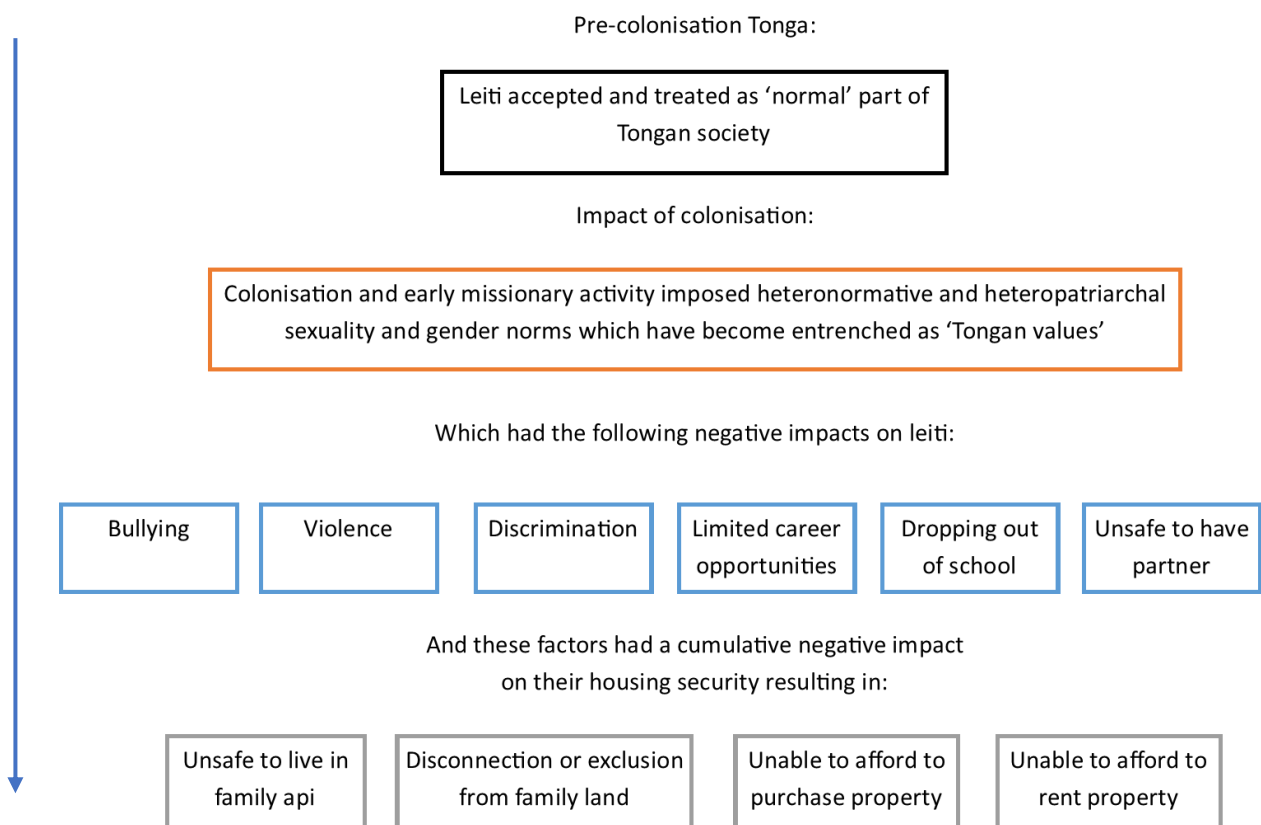 Pre-colonisation Tonga:
Leiti accepted and treated as ‘normal’ part of
Tongan society
Impact of colonisation:
Colonisation and early missionary activity imposed heteronormative and heteropatriarchal
sexuality and gender norms which have become entrenched as ‘Tongan values’
Which had the following negative impacts on leiti:
Bullying
Violence
Discrimination
Limited career
opportunities
Dropping out
of school
Unsafe to have
partner
And these factors had a cumulative negative impact
on their housing security resulting in:
Unsafe to live in
family api
Disconnection or exclusion
from family land
Unable to afford to
purchase property
Unable to afford to
rent property